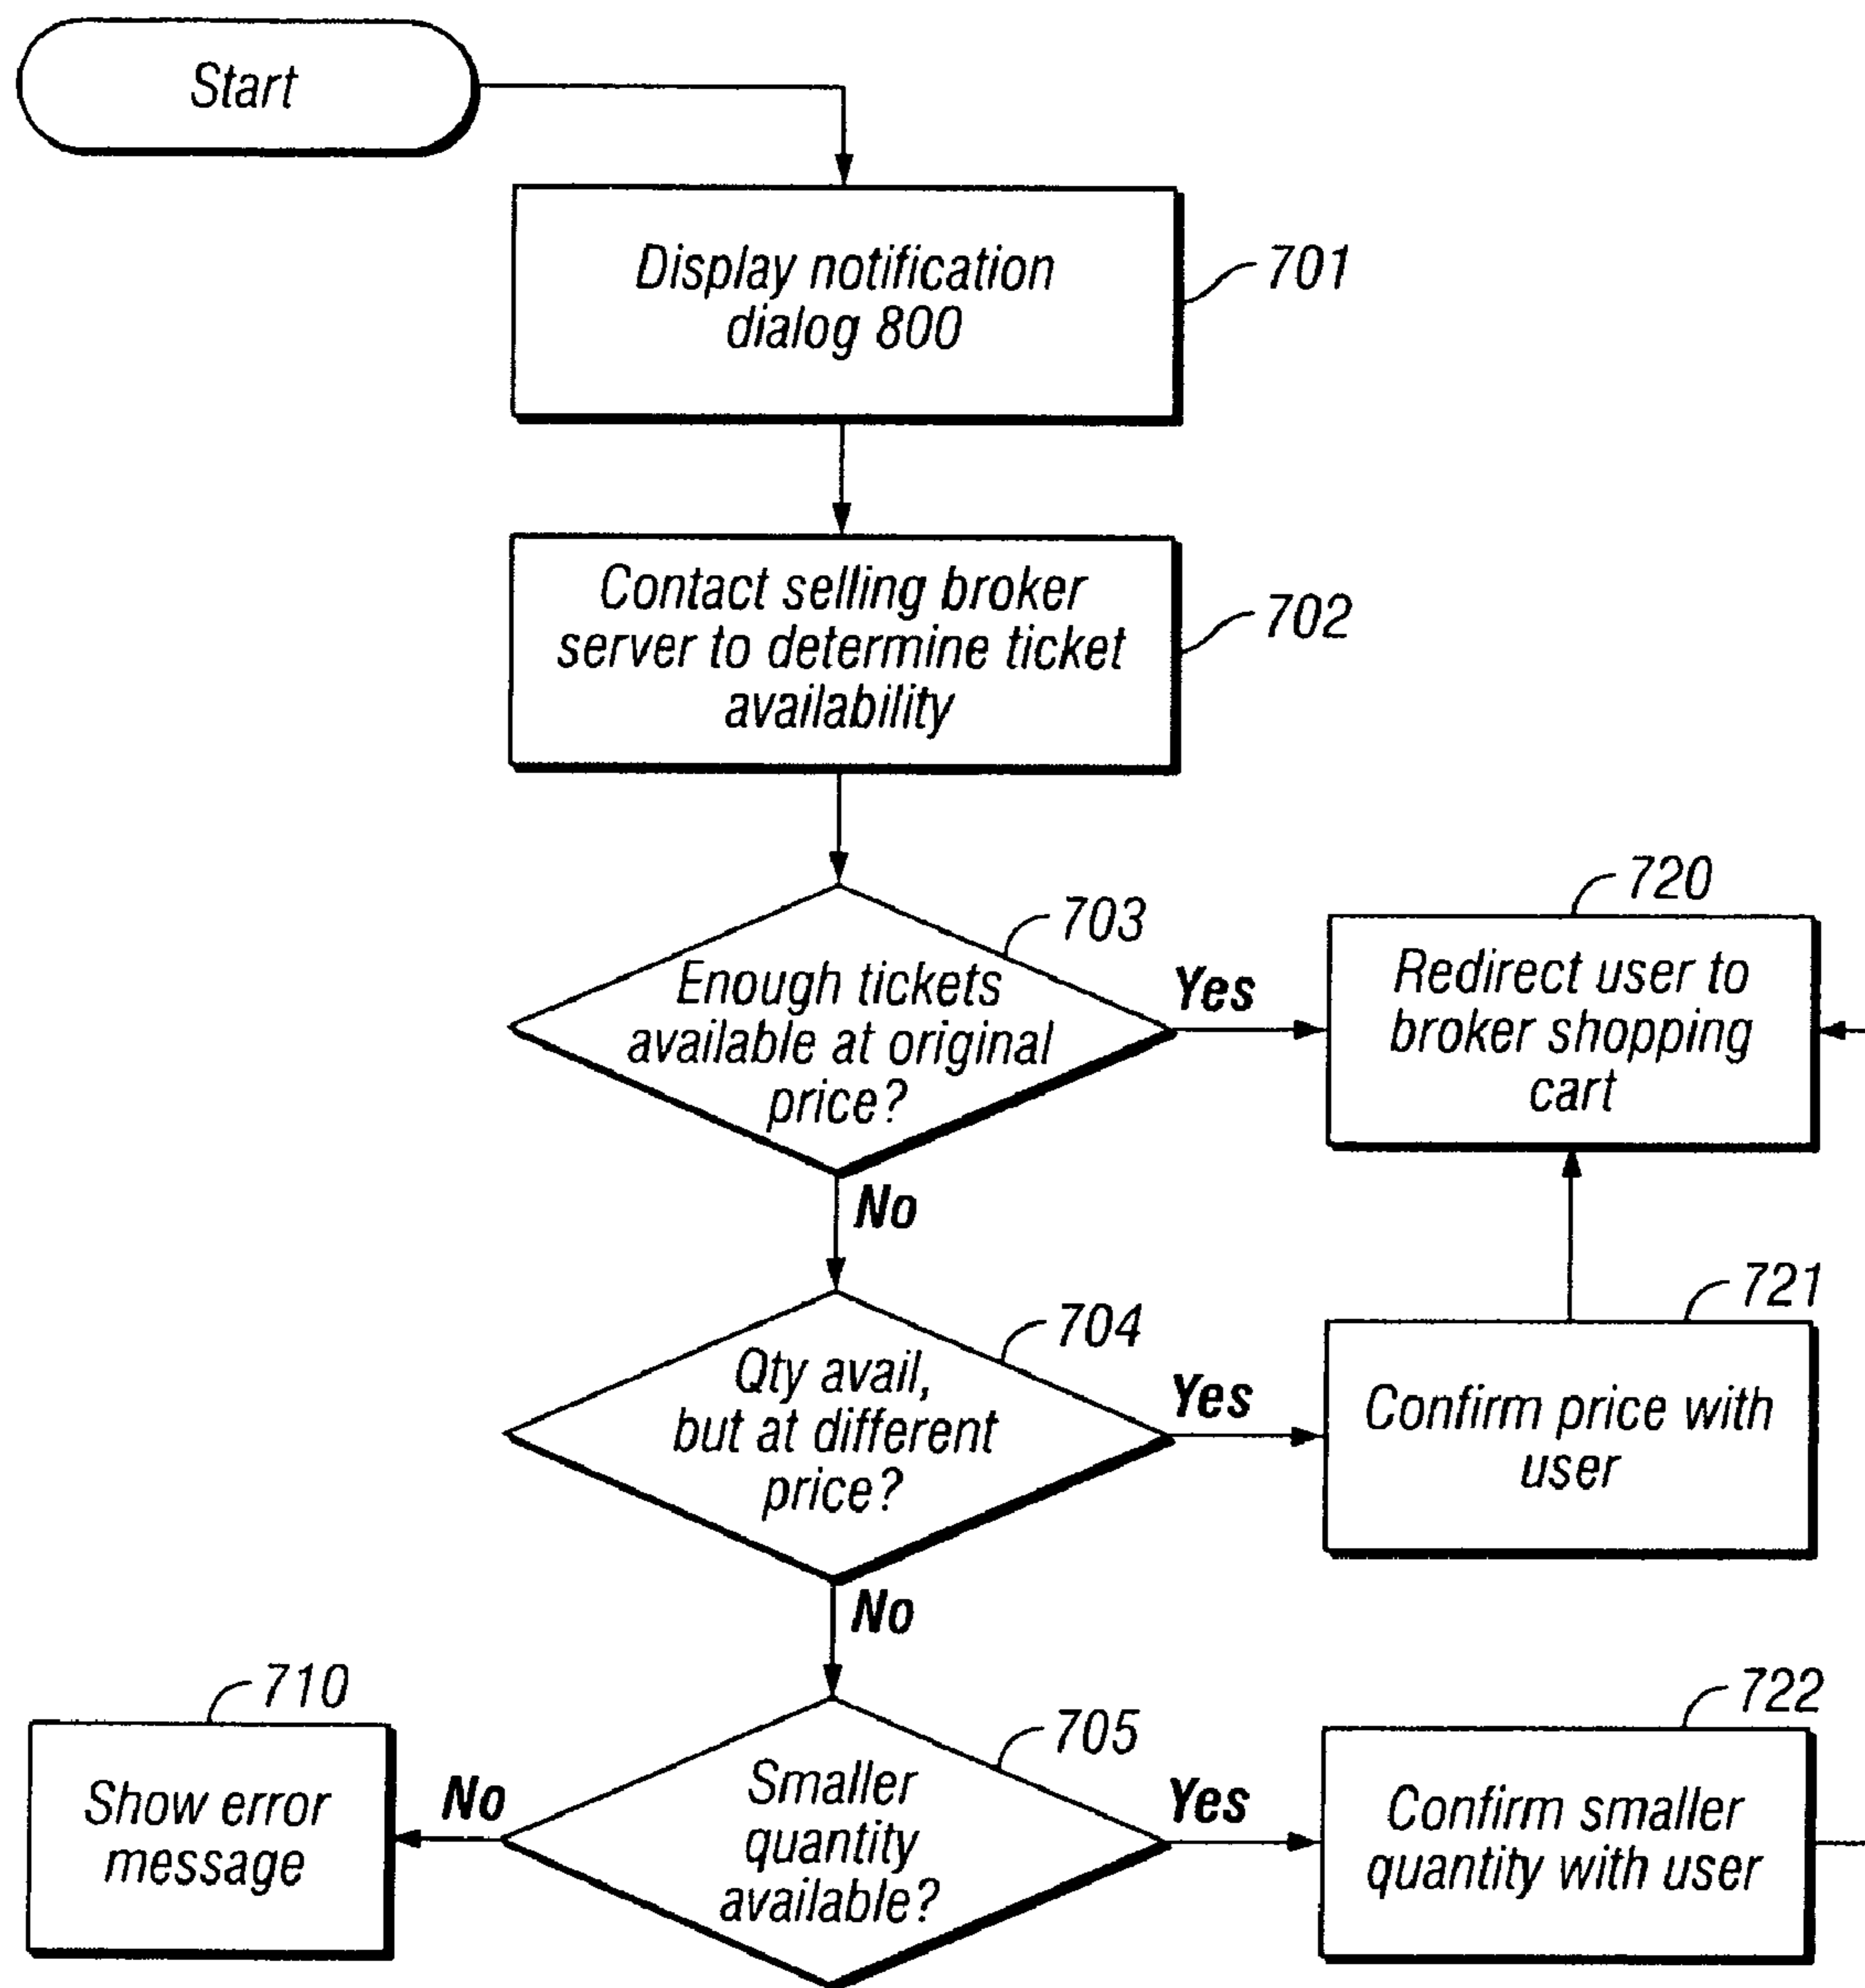 Start
Display notification
dialog 800
701
Contact selling broker
server to determine ticket
availability
702
703
Enough tickets
available at original
price?
Yes
720
Redirect user to
broker shopping
cart
No
704
Qty avail,
but at different
price?
Yes
721
Confirm price with
user
No
710
Show error
message
No
705
Smaller
quantity
available?
Yes
722
Confirm smaller
quantity with user